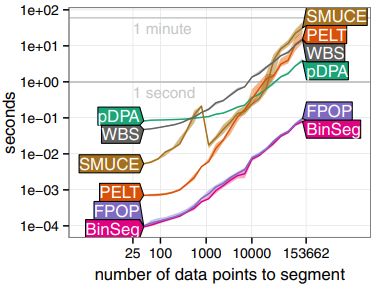 1e+02
1e+01
1e+00
1e−01
1e−02
1e−03
1e−04
seconds
1 minute
1 second
pDPA
WBS
SMUCE
PELT
FPOP
BinSeg
SMUCE
PELT
WBS
pDPA
FPOP
BinSeg
25 100 1000 10000 153662
number of data points to segment